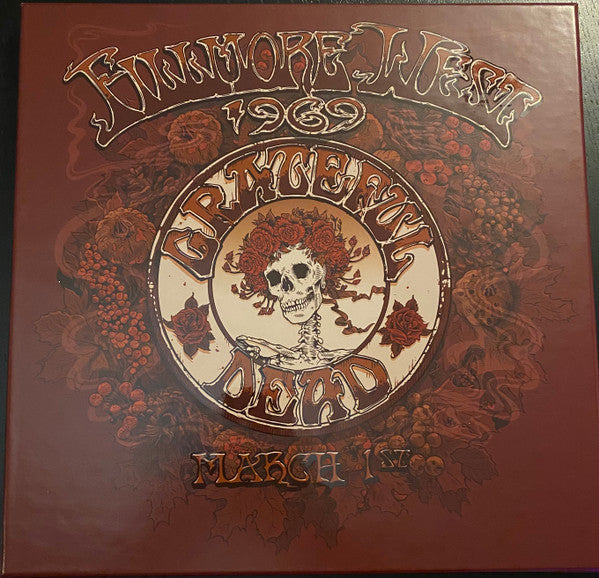 FILLMORE WEST
1969
GRATEFUL
DEAD
MARCH 1ST